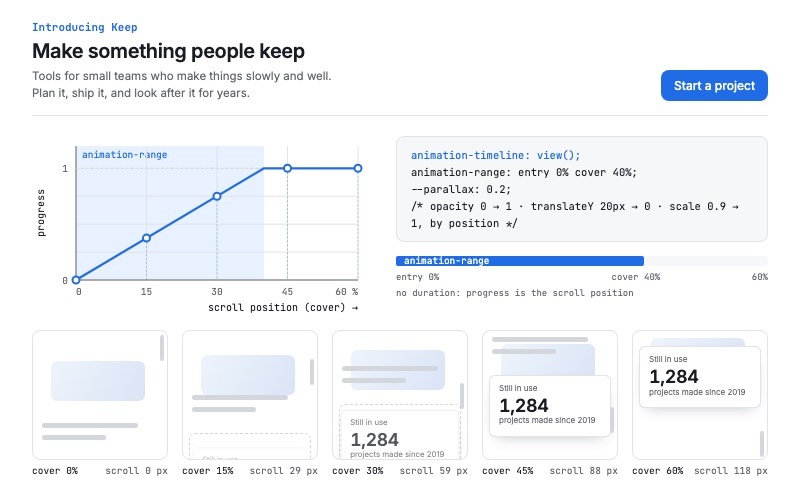 Introducing Keep
Make something people keep
Tools for small teams who make things slowly and well.
Plan it, ship it, and look after it for years.
Start a project
animation-range
1
0
progress
0
15
30
45
60 %
scroll position (cover) →
animation-timeline: view();
animation-range: entry 0% cover 40%;
--parallax: 0.2;
/* opacity 0 → 1 · translateY 20px → 0 · scale 0.9 →
1, by position */
animation-range
entry 0%
cover 40%
60%
no duration: progress is the scroll position
cover 0%
scroll 0 px
Still in use
cover 15%
scroll 29 px
Still in use
1,284
projects made since 2019
cover 30%
scroll 59 px
Still in use
1,284
projects made since 2019
cover 45%
scroll 88 px
Still in use
1,284
projects made since 2019
cover 60%
scroll 118 px